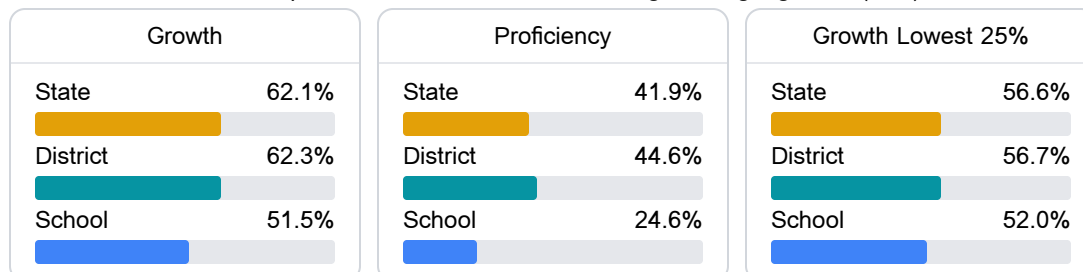 Growth
State 62.1%
District 62.3%
School 51.5%
Proficiency
State 41.9%
District 44.6%
School 24.6%
Growth Lowest 25%
State 56.6%
District 56.7%
School 52.0%